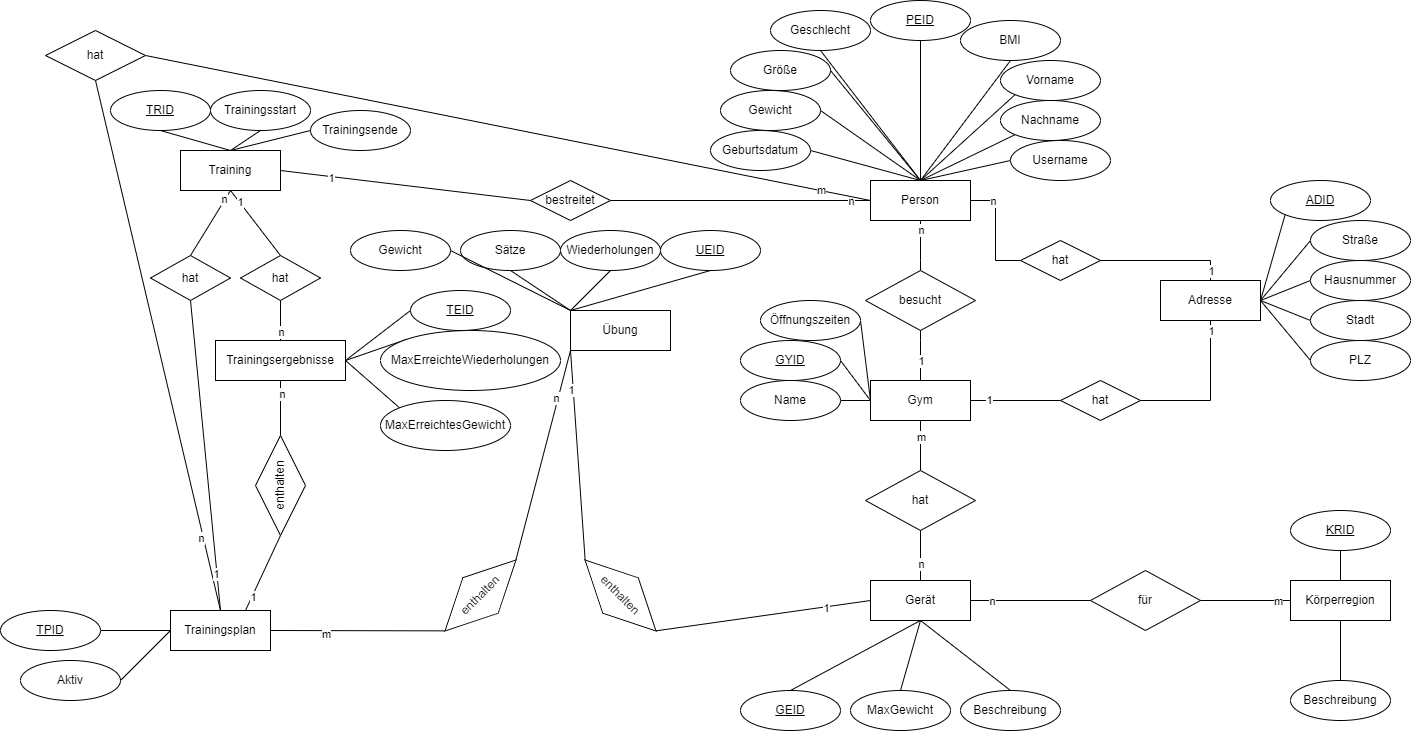 PEID
Geschlecht
BMI
hat
Größe
Vorname
TRID
Trainingsstart
Gewicht
Nachname
Trainingsende
Geburtsdatum
Username
Training
1
bestreitet
m
n
Person
n
n
1
n
ADID
Straße
Gewicht
Sätze
Wiederholungen
UEID
hat
1
hat
hat
besucht
Adresse
Hausnummer
TEID
Öffnungszeiten
Stadt
n
Übung
1
Trainingsergebnisse
MaxErreichteWiederholungen
GYID
1
PLZ
n
n
1
Name
Gym
1
hat
MaxErreichtesGewicht
m
enthalten
hat
n
KRID
1
n
enthalten
enthalten
1
1
Gerät
n
für
m
Körperregion
TPID
Trainingsplan
m
Aktiv
GEID
MaxGewicht
Beschreibung
Beschreibung